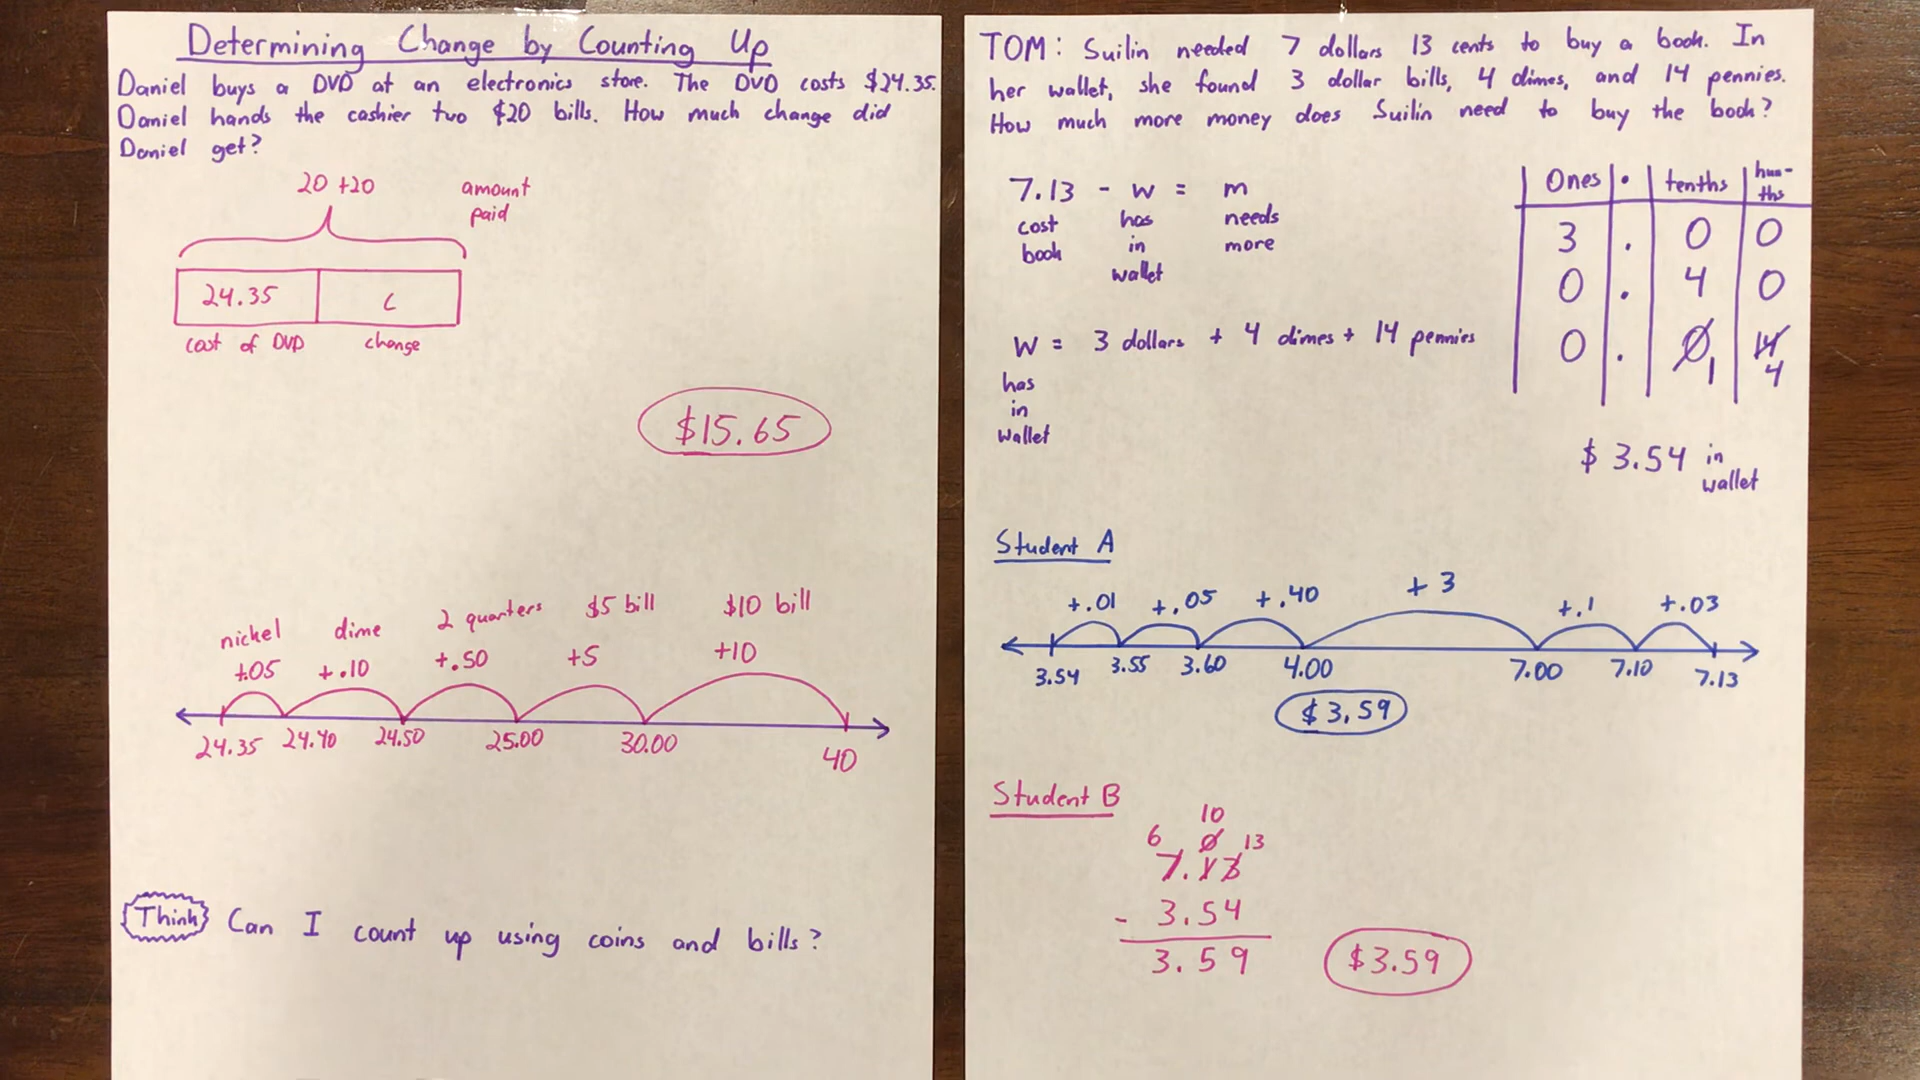 Determining Change by Counting Up
Daniel buys a DVD at an electronics store. The DVD costs $24.35.
Daniel hands the cashier two $20 bills. How much change did
Daniel get?
20 + 20
amount
paid
24.35
C
cost of DVD
change
$15.65
nickel
dime
2 quarters
$5 bill
$10 bill
+.05
+.10
+.50
+5
+10
24.35
24.40
24.50
25.00
30.00
40
Think
Can I count up using coins and bills?
TOM: Suilin needed 7 dollars 13 cents to buy a book. In
her wallet, she found 3 dollar bills, 4 dimes, and 14 pennies.
How much more money does Suilin need to buy the book?
7.13 - w = m
cost
book
has
in
wallet
needs
more
Ones . tenths hun-
ths
3 . 0 0
0 . 4 0
0 . 0 14
1 4
w = 3 dollars + 4 dimes + 14 pennies
has
in
wallet
$ 3.54 in
wallet
Student A
+.01
+.05
+.40
+ 3
+.1
+.03
3.54
3.55
3.60
4.00
7.00
7.10
7.13
$ 3.59
Student B
10
6 0 13
7.13
- 3.54
3.59
$3.59